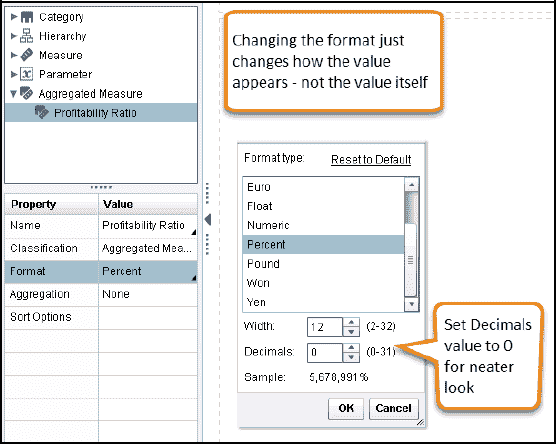 Category
Hierarchy
Measure
Parameter
Aggregated Measure
Profitability Ratio
Property Value
Name Profitability Ratio
Classification Aggregated Mea...
Format Percent
Aggregation None
Sort Options
Changing the format just
changes how the value
appears - not the value itself
Format type: Reset to Default
Euro
Float
Numeric
Percent
Pound
Won
Yen
Width: 12 (2-32)
Decimals: 0 (0-31)
Sample: 5,678,991%
OK Cancel
Set Decimals
value to 0
for neater
look